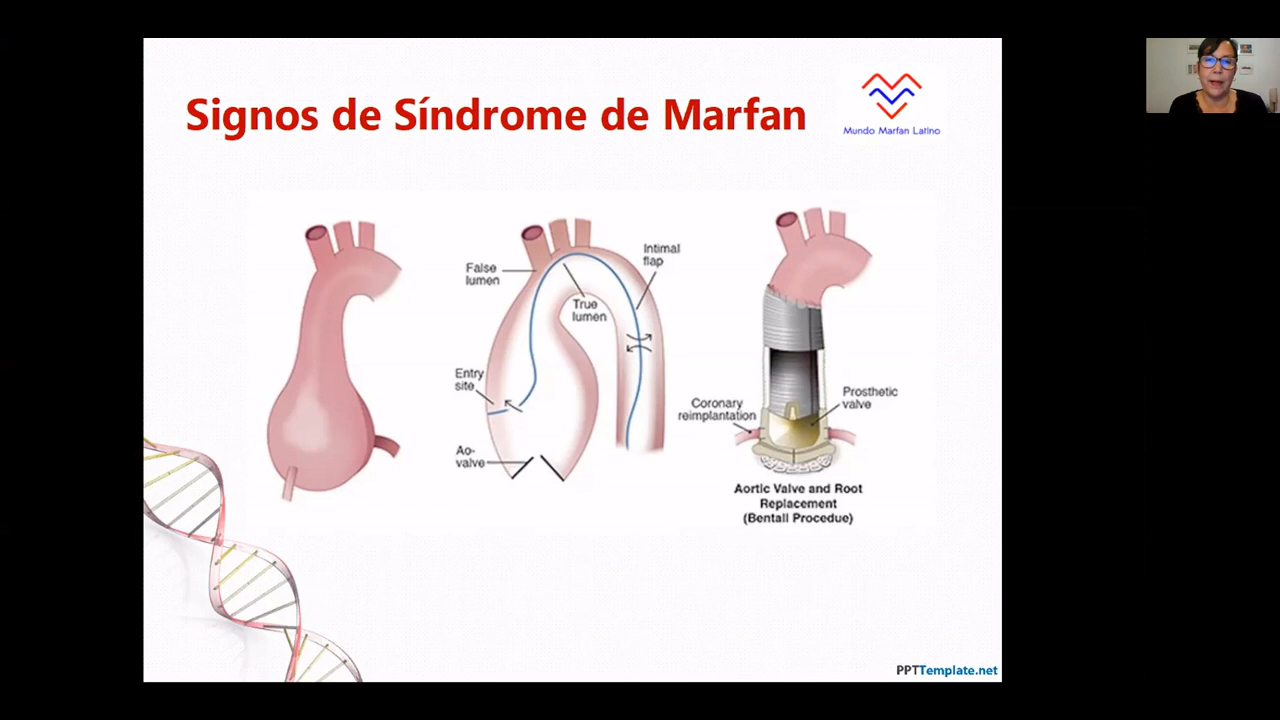 Signos de Síndrome de Marfan
Mundo Marfan Latino
False
lumen
Intimal
flap
True
lumen
Entry
site
Ao-
valve
Coronary
reimplantation
Prosthetic
valve
Aortic Valve and Root
Replacement
(Bentall Procedue)
PPTTemplate.net